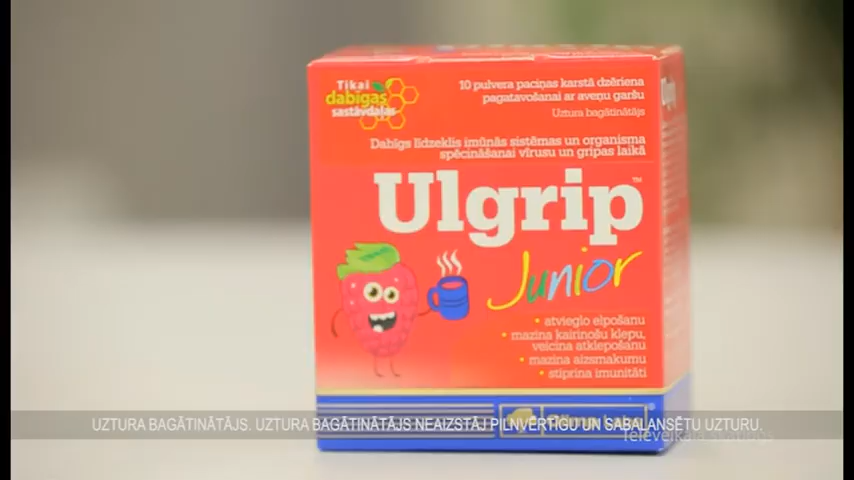 Tikai
dabīgas
sastāvdaļas
10 pulvera paciņas karstā dzēriena
pagatavošanai ar aveņu garšu
Uztura bagātinātājs
Dabīgs līdzeklis imūnās sistēmas un organisma
spēcināšanai vīrusu un gripas laikā
Ulgrip™
Junior
• atvieglo elpošanu
• mazina kairinošu klepu,
veicina atklepošanu
• mazina aizsmakumu
• stiprina imunitāti
UZTURA BAGĀTINĀTĀJS. UZTURA BAGĀTINĀTĀJS NEAIZSTĀJ PILNVĒRTĪGU UN SABALANSĒTU UZTURU.